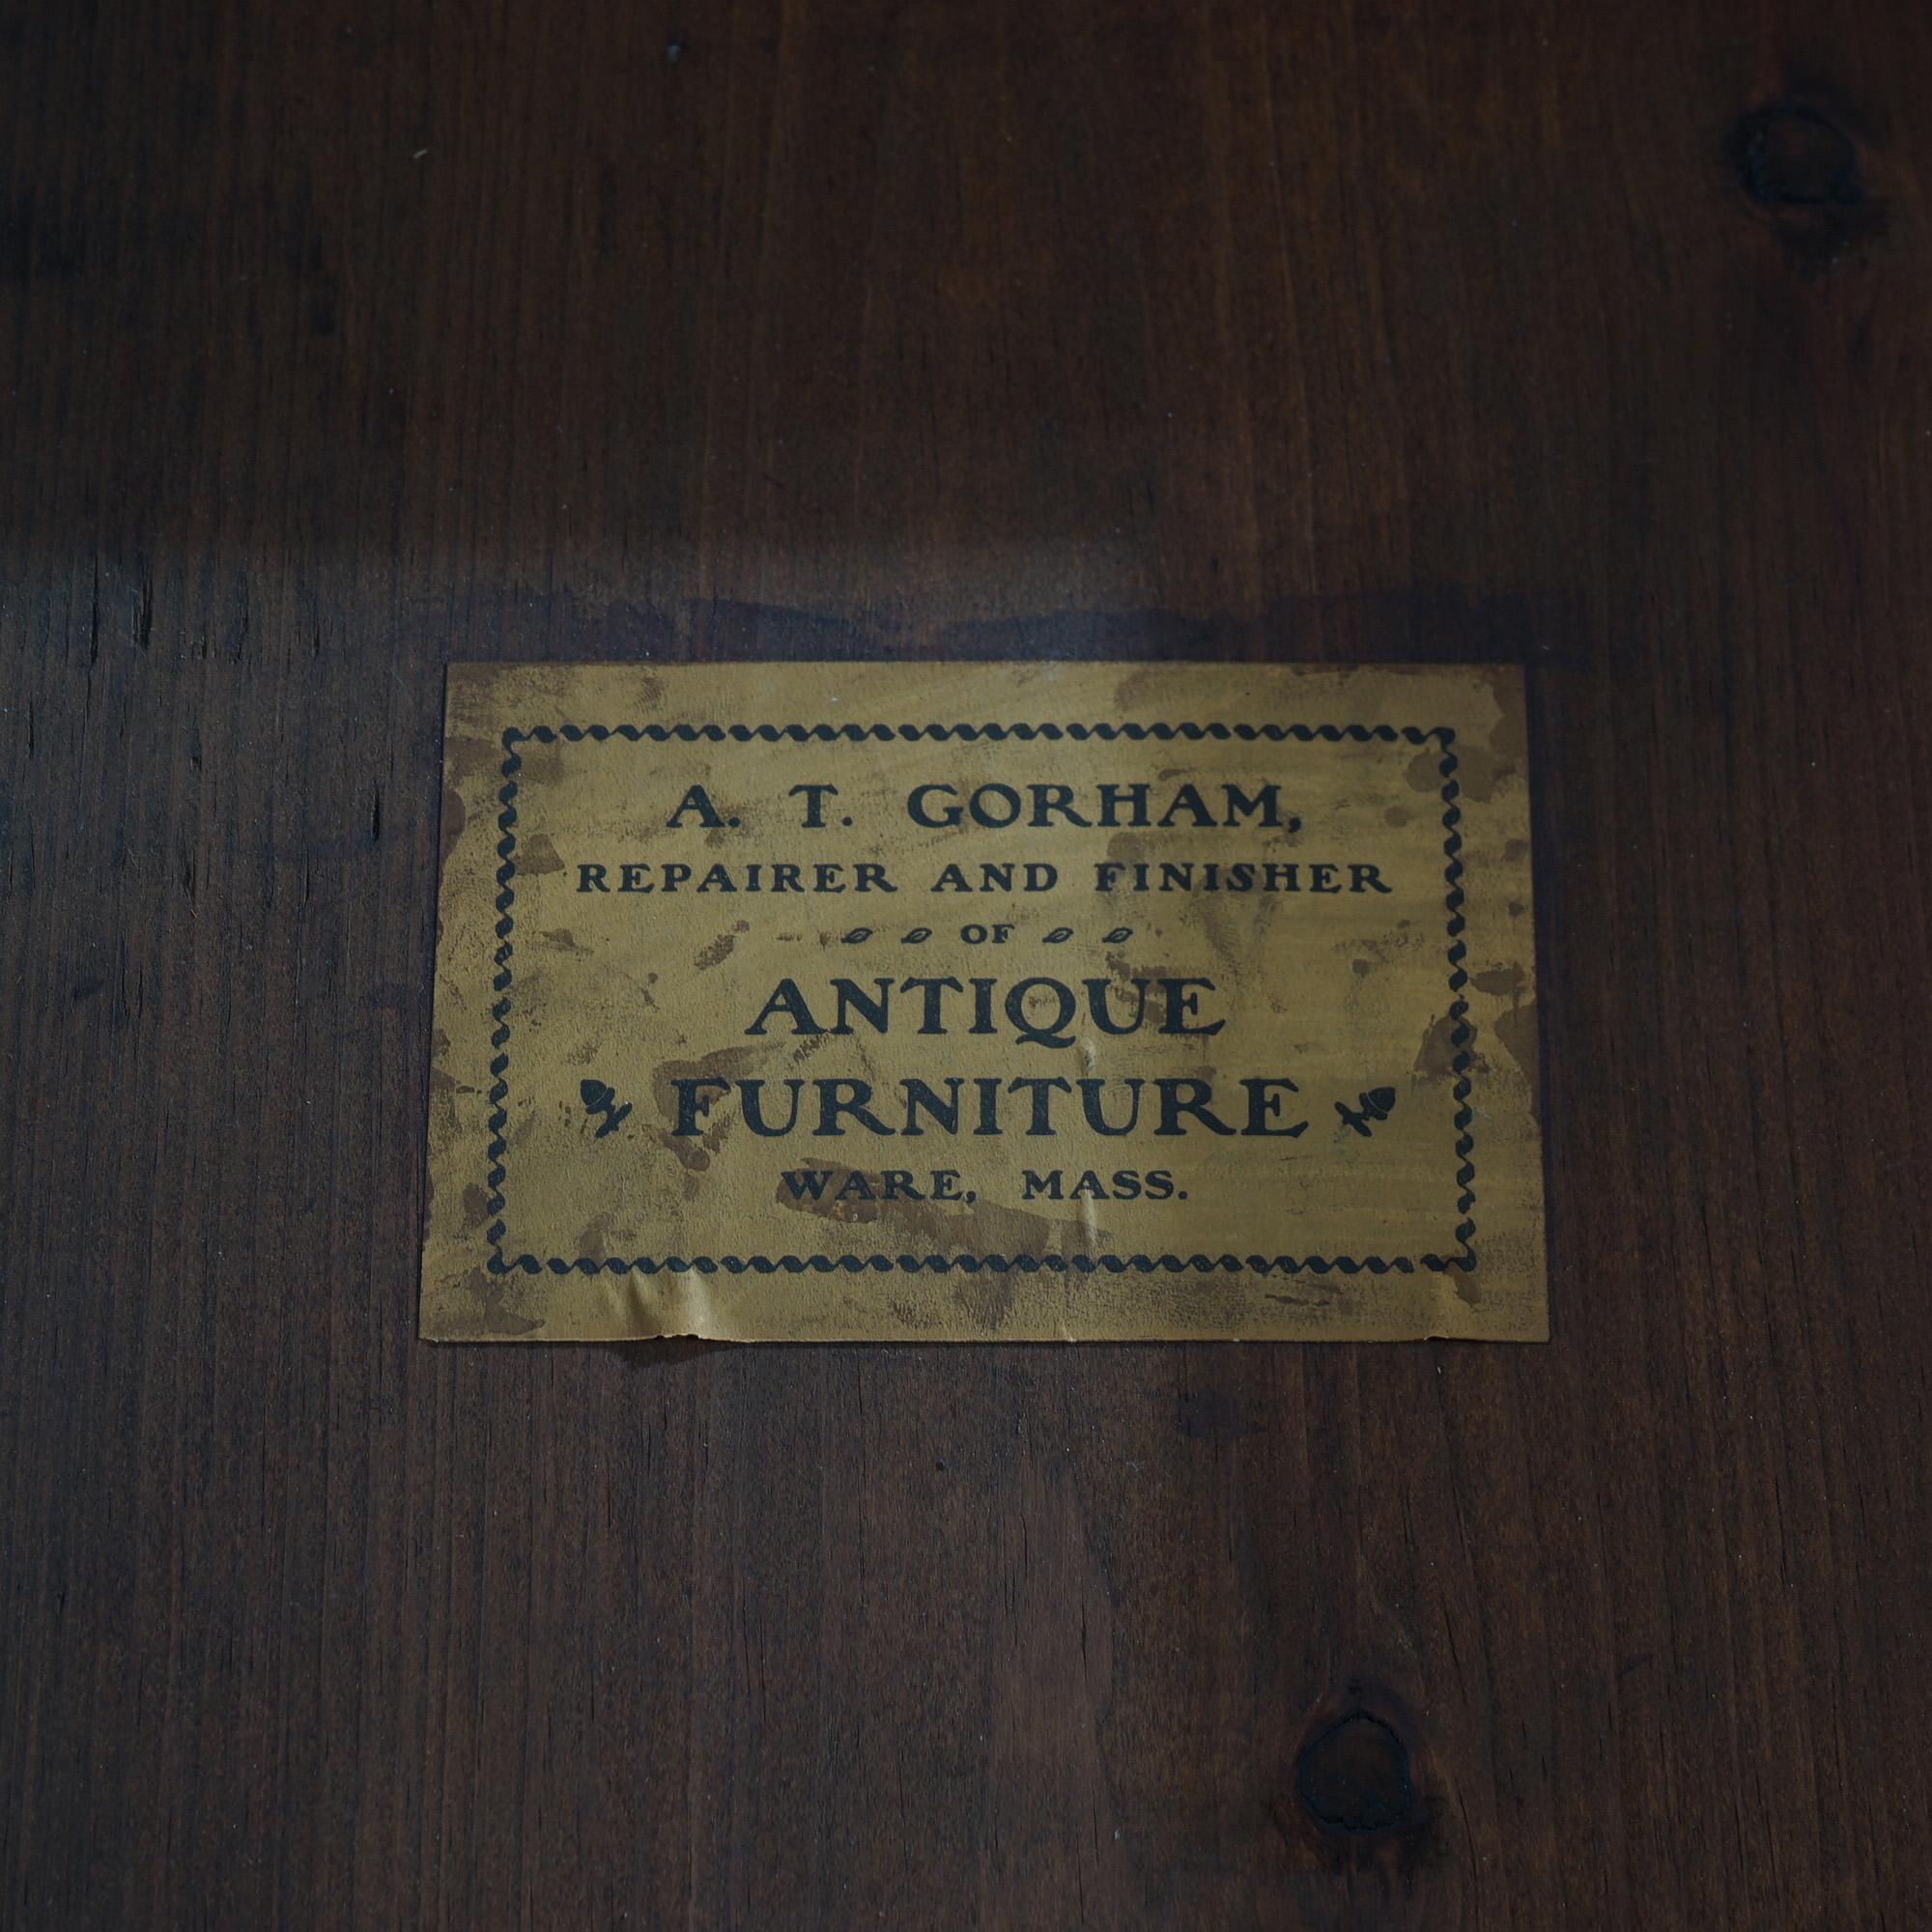 A. T. GORHAM,
REPAIRER AND FINISHER
OF
ANTIQUE
FURNITURE
WARE, MASS.